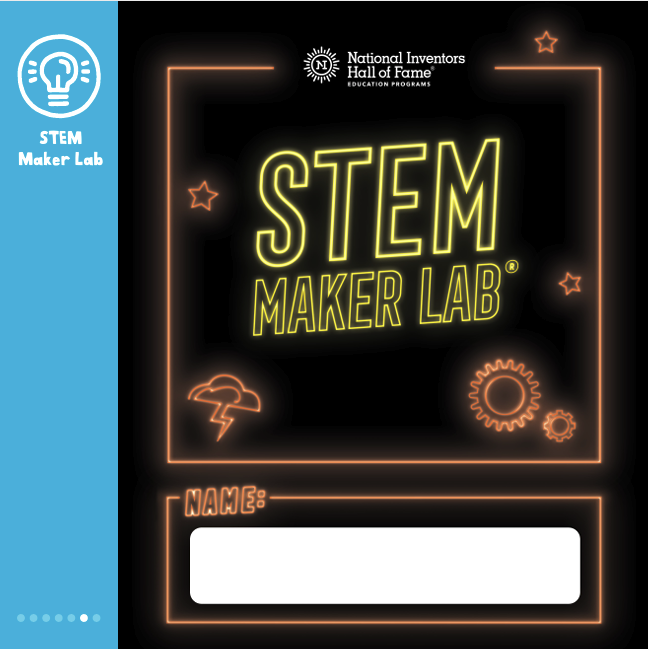 STEM
Maker Lab
National Inventors
Hall of Fame®
EDUCATION PROGRAMS
STEM
MAKER LAB®
NAME: